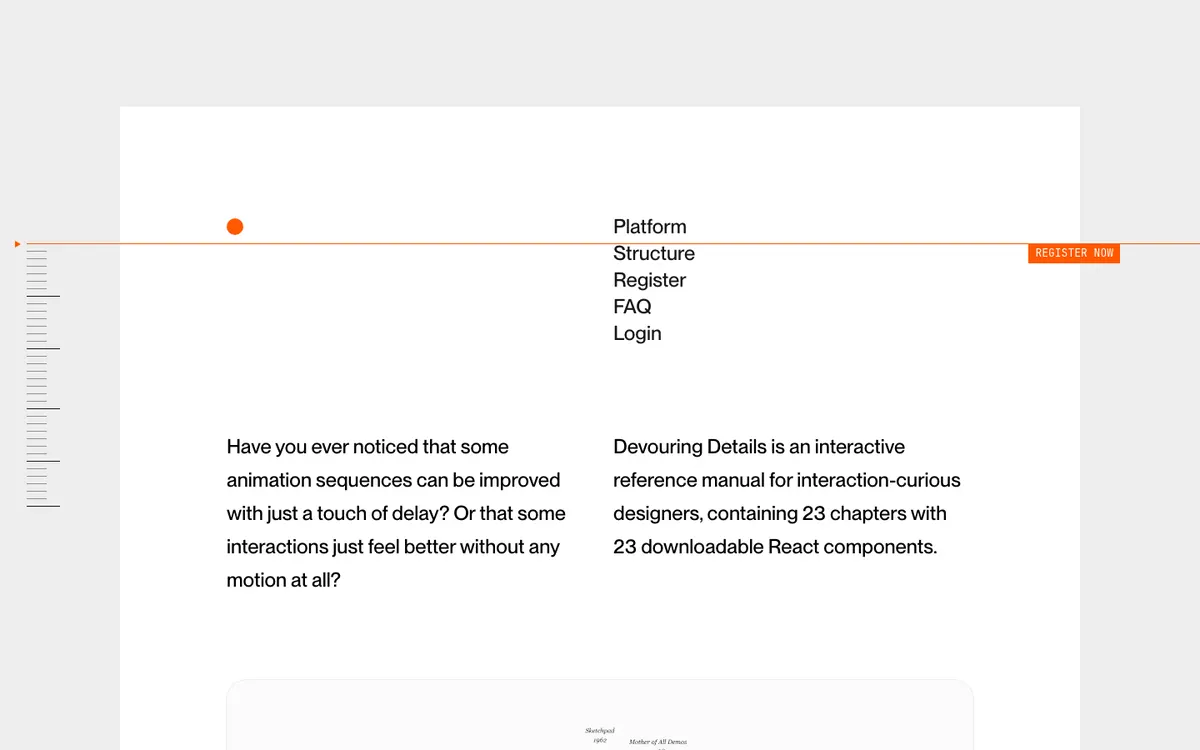 Platform
Structure
Register
FAQ
Login
REGISTER NOW
Have you ever noticed that some
animation sequences can be improved
with just a touch of delay? Or that some
interactions just feel better without any
motion at all?
Devouring Details is an interactive
reference manual for interaction-curious
designers, containing 23 chapters with
23 downloadable React components.
Sketchpad
1962
Mother of All Demos